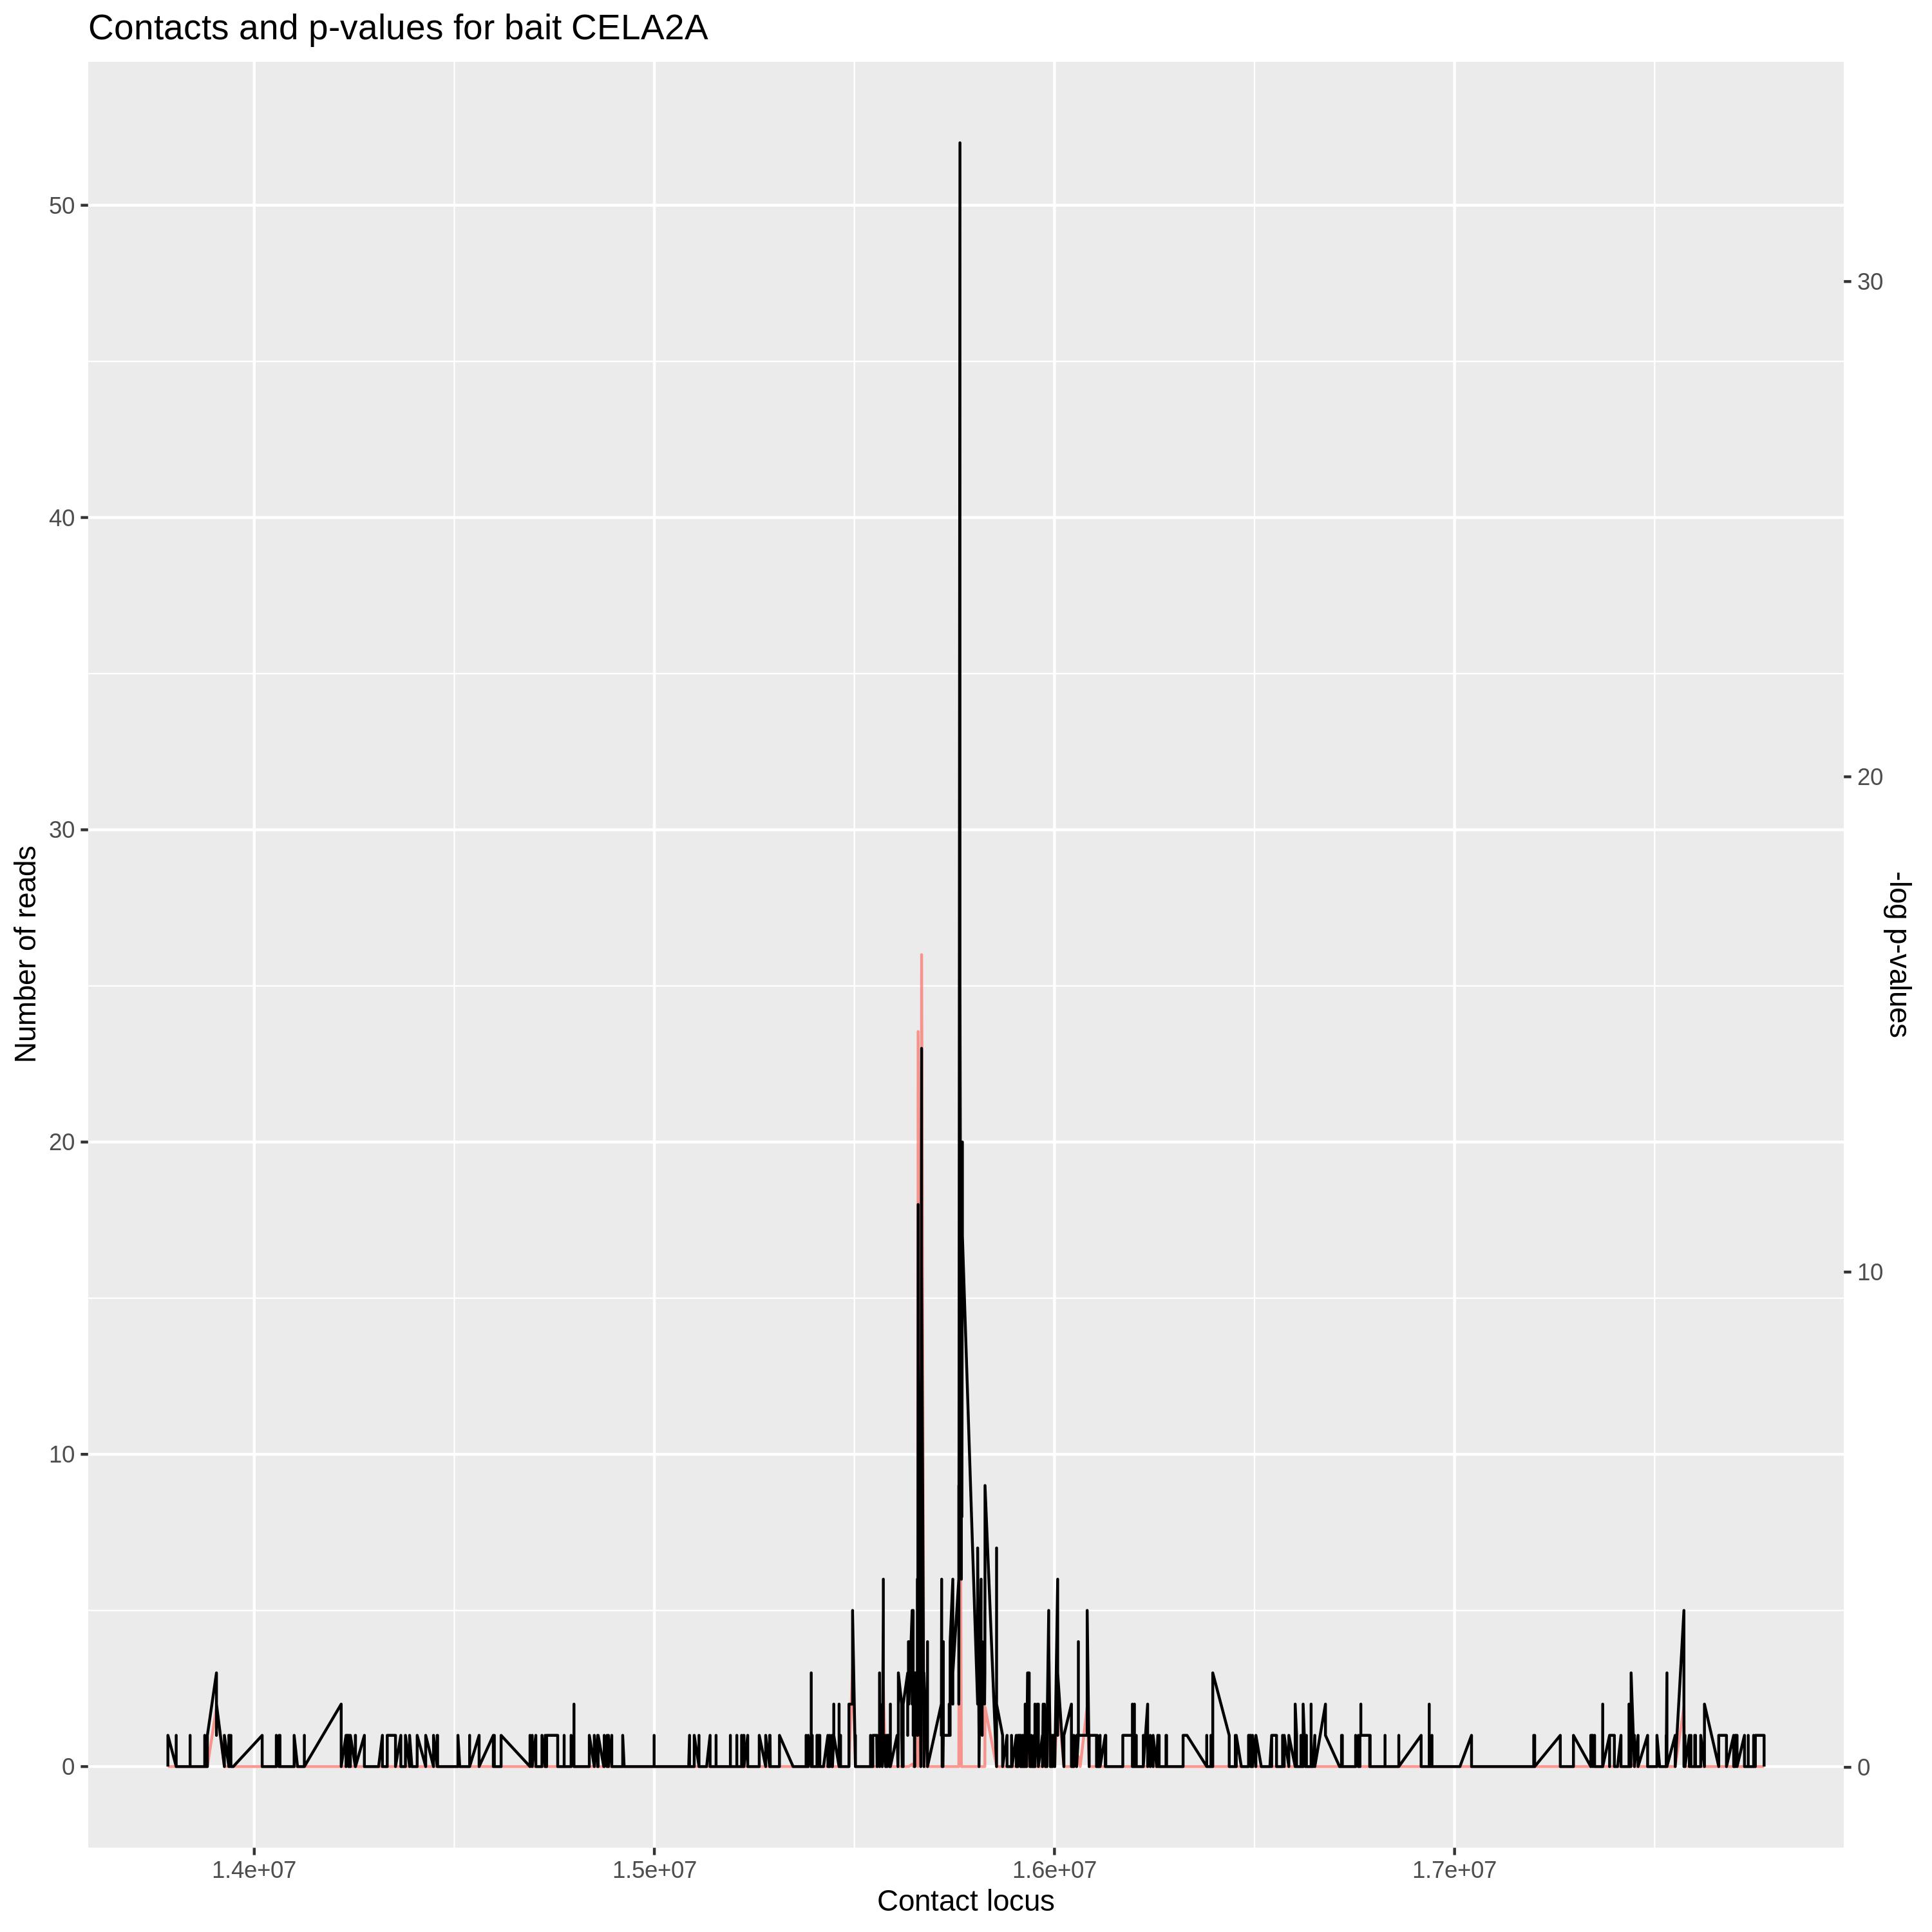 Contacts and p-values for bait CELA2A
50
40
30
20
10
0
Number of reads
30
20
10
0
-log p-values
1.4e+07
1.5e+07
1.6e+07
1.7e+07
Contact locus